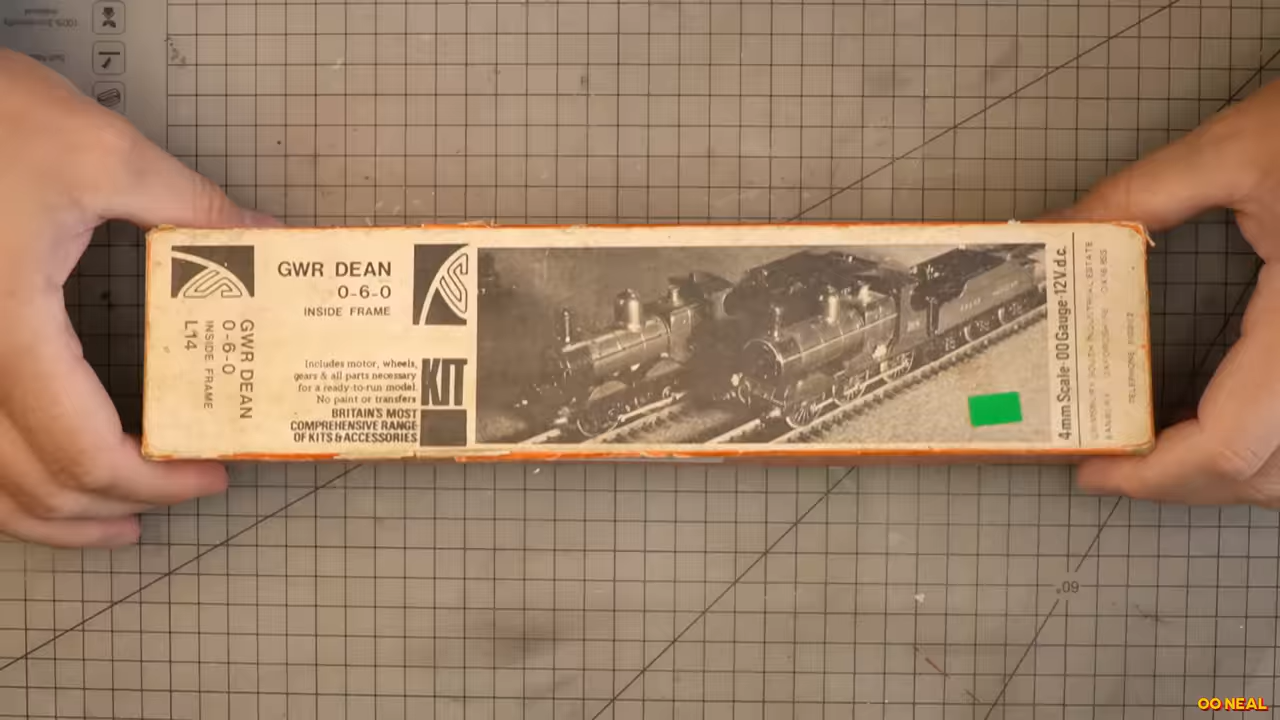 GWR DEAN
0-6-0
INSIDE FRAME
Includes motor, wheels,
gears & all parts necessary
for a ready-to-run model.
No paint or transfers
KIT
BRITAIN'S MOST
COMPREHENSIVE RANGE
OF KITS & ACCESSORIES
GWR DEAN
0-6-0
INSIDE FRAME
L14
4mm Scale·00 Gauge·12V.d.c.
60°
OO NEAL